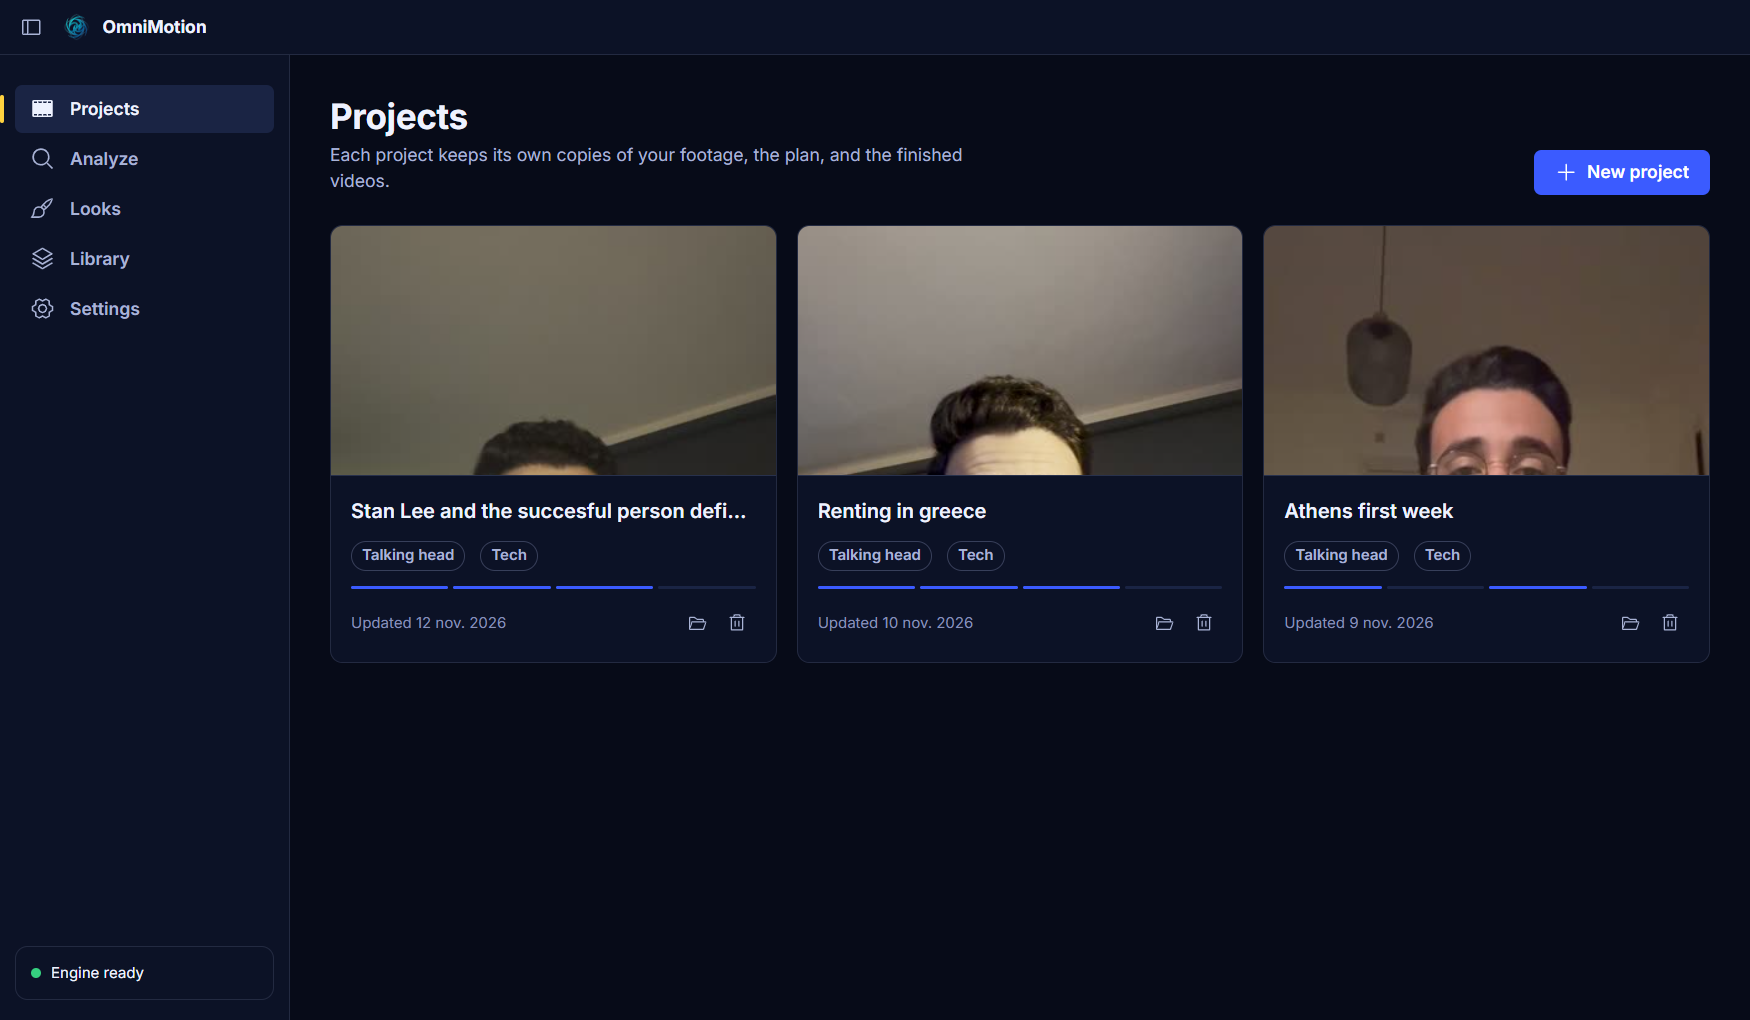 OmniMotion
Projects
Analyze
Looks
Library
Settings
Engine ready
Projects
Each project keeps its own copies of your footage, the plan, and the finished
videos.
New project
Stan Lee and the succesful person defi...
Talking head
Tech
Updated 12 nov. 2026
Renting in greece
Talking head
Tech
Updated 10 nov. 2026
Athens first week
Talking head
Tech
Updated 9 nov. 2026